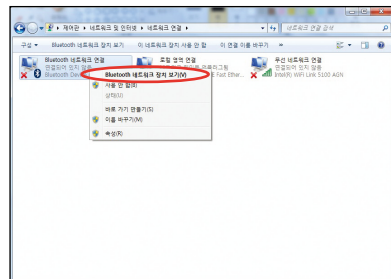 제어판 ▸ 네트워크 및 인터넷 ▸ 네트워크 연결 ▸
네트워크 연결 검색
구성 ▾ Bluetooth 네트워크 장치 보기 이 네트워크 장치 사용 안 함 이 연결 이름 바꾸기 »
Bluetooth 네트워크 연결
연결되어 있지 않음
Bluetooth Dev
로컬 영역 연결
E Fast Ether...
무선 네트워크 연결
연결되어 있지 않음
Intel(R) WiFi Link 5100 AGN
Bluetooth 네트워크 장치 보기(V)
사용 안 함(B)
상태(U)
바로 가기 만들기(S)
이름 바꾸기(M)
속성(R)